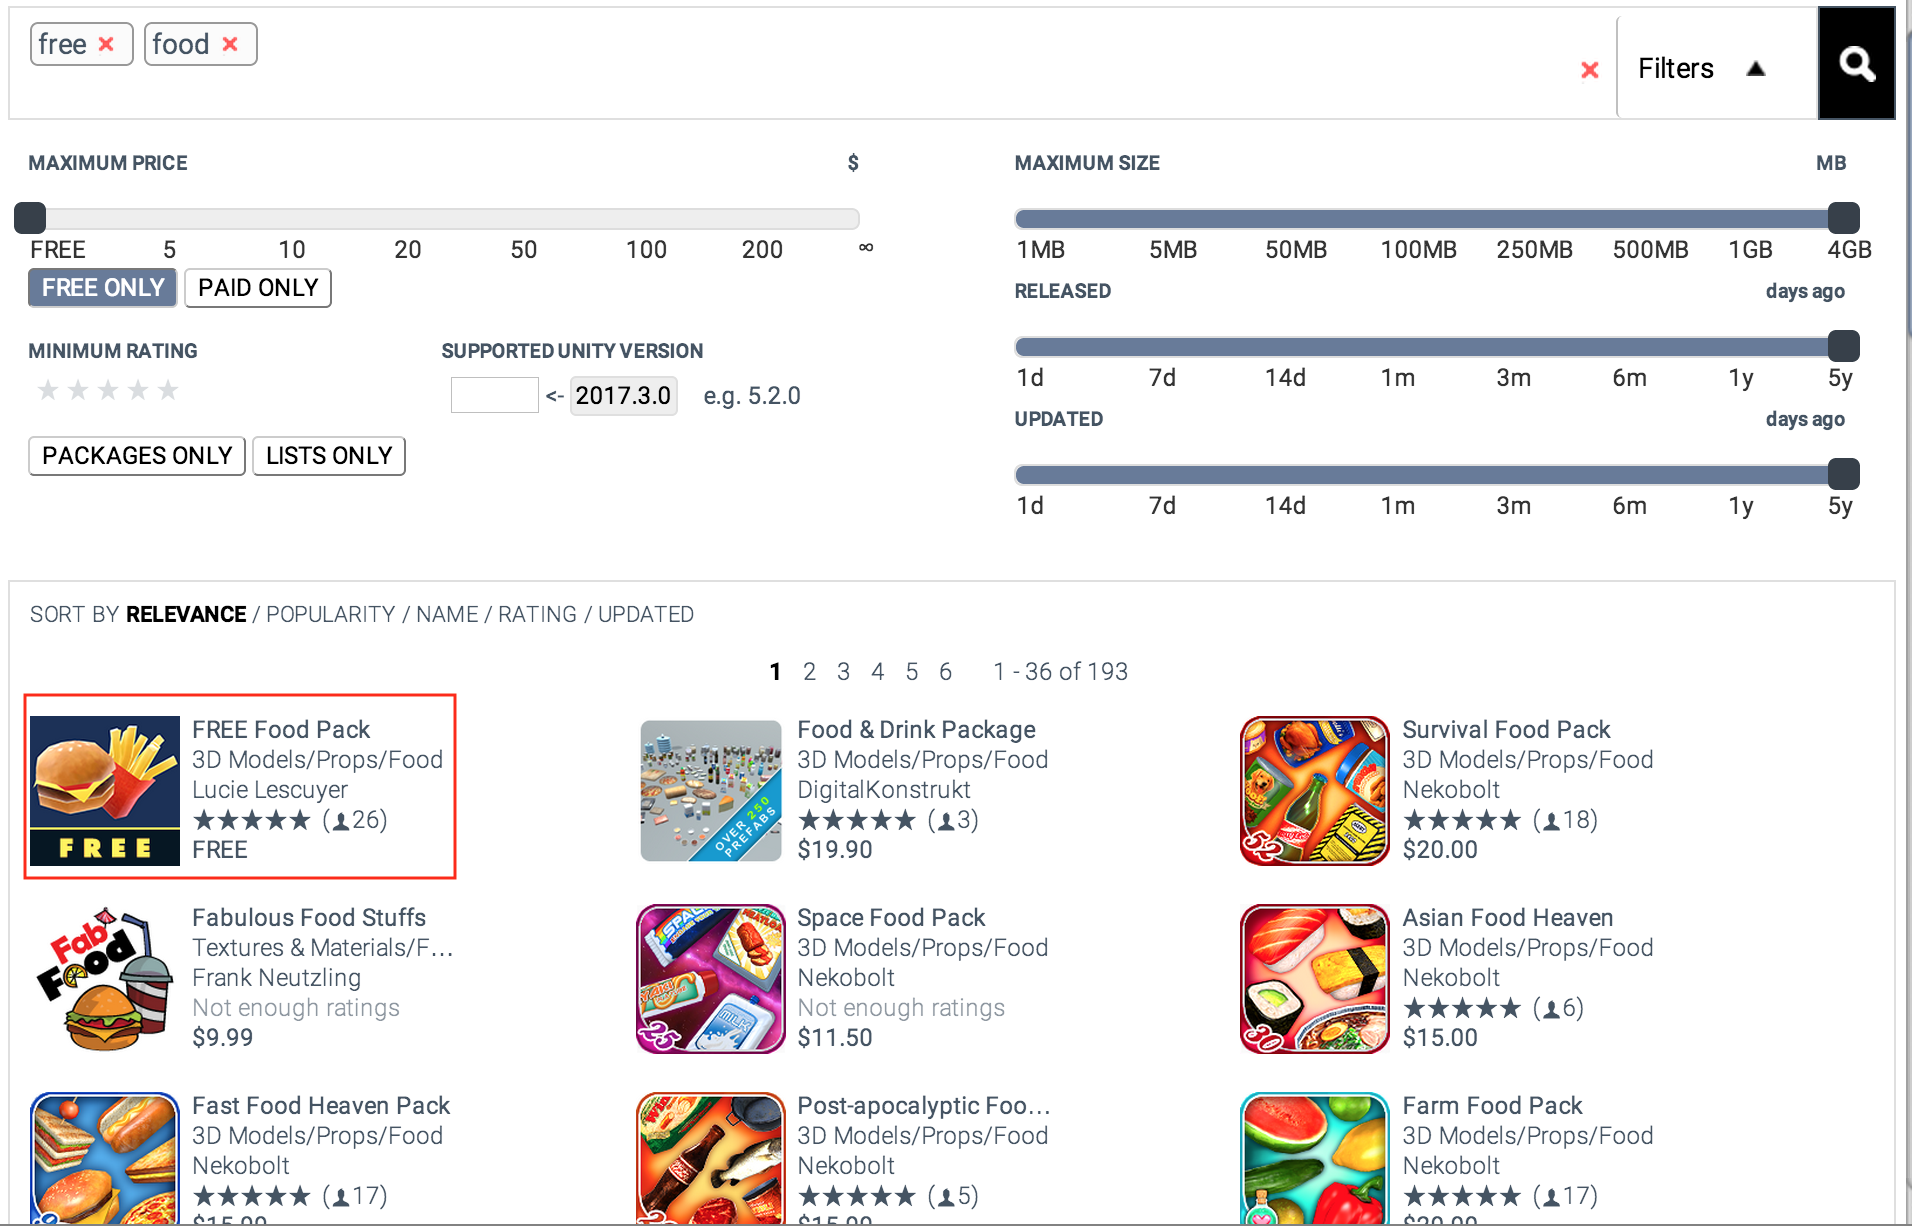 free × food ×
× Filters ▲
MAXIMUM PRICE $
FREE 5 10 20 50 100 200 ∞
FREE ONLY PAID ONLY
MINIMUM RATING
SUPPORTED UNITY VERSION
<- 2017.3.0 e.g. 5.2.0
PACKAGES ONLY LISTS ONLY
MAXIMUM SIZE MB
1MB 5MB 50MB 100MB 250MB 500MB 1GB 4GB
RELEASED days ago
1d 7d 14d 1m 3m 6m 1y 5y
UPDATED days ago
1d 7d 14d 1m 3m 6m 1y 5y
SORT BY RELEVANCE / POPULARITY / NAME / RATING / UPDATED
1 2 3 4 5 6 1 - 36 of 193
FREE
FREE Food Pack
3D Models/Props/Food
Lucie Lescuyer
★★★★★ (26)
FREE
OVER 250
PREFABS
Food & Drink Package
3D Models/Props/Food
DigitalKonstrukt
★★★★★ (3)
$19.90
52
Survival Food Pack
3D Models/Props/Food
Nekobolt
★★★★★ (18)
$20.00
Fab
Food
Fabulous Food Stuffs
Textures & Materials/F...
Frank Neutzling
Not enough ratings
$9.99
MILK
25
Space Food Pack
3D Models/Props/Food
Nekobolt
Not enough ratings
$11.50
30
Asian Food Heaven
3D Models/Props/Food
Nekobolt
★★★★★ (6)
$15.00
Fast Food Heaven Pack
3D Models/Props/Food
Nekobolt
★★★★★ (17)
Post-apocalyptic Foo...
3D Models/Props/Food
Nekobolt
★★★★★ (5)
Farm Food Pack
3D Models/Props/Food
Nekobolt
★★★★★ (17)